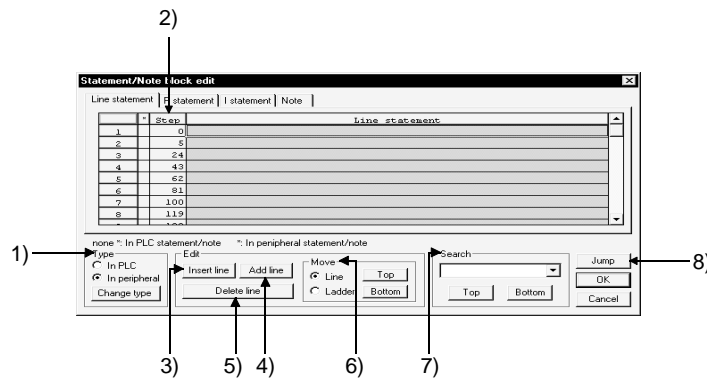 2)
Statement/Note block edit
Line statement P statement I statement Note
* Step Line statement
1 0
2 5
3 24
4 43
5 62
6 81
7 100
8 119
none *: In PLC statement/note *: In peripheral statement/note
1) Type Edit Move 7) Search
In PLC Insert line Add line Line Top Jump 8)
In peripheral OK
Change type Delete line Ladder Bottom Top Bottom Cancel
3) 5) 4) 6) 7)